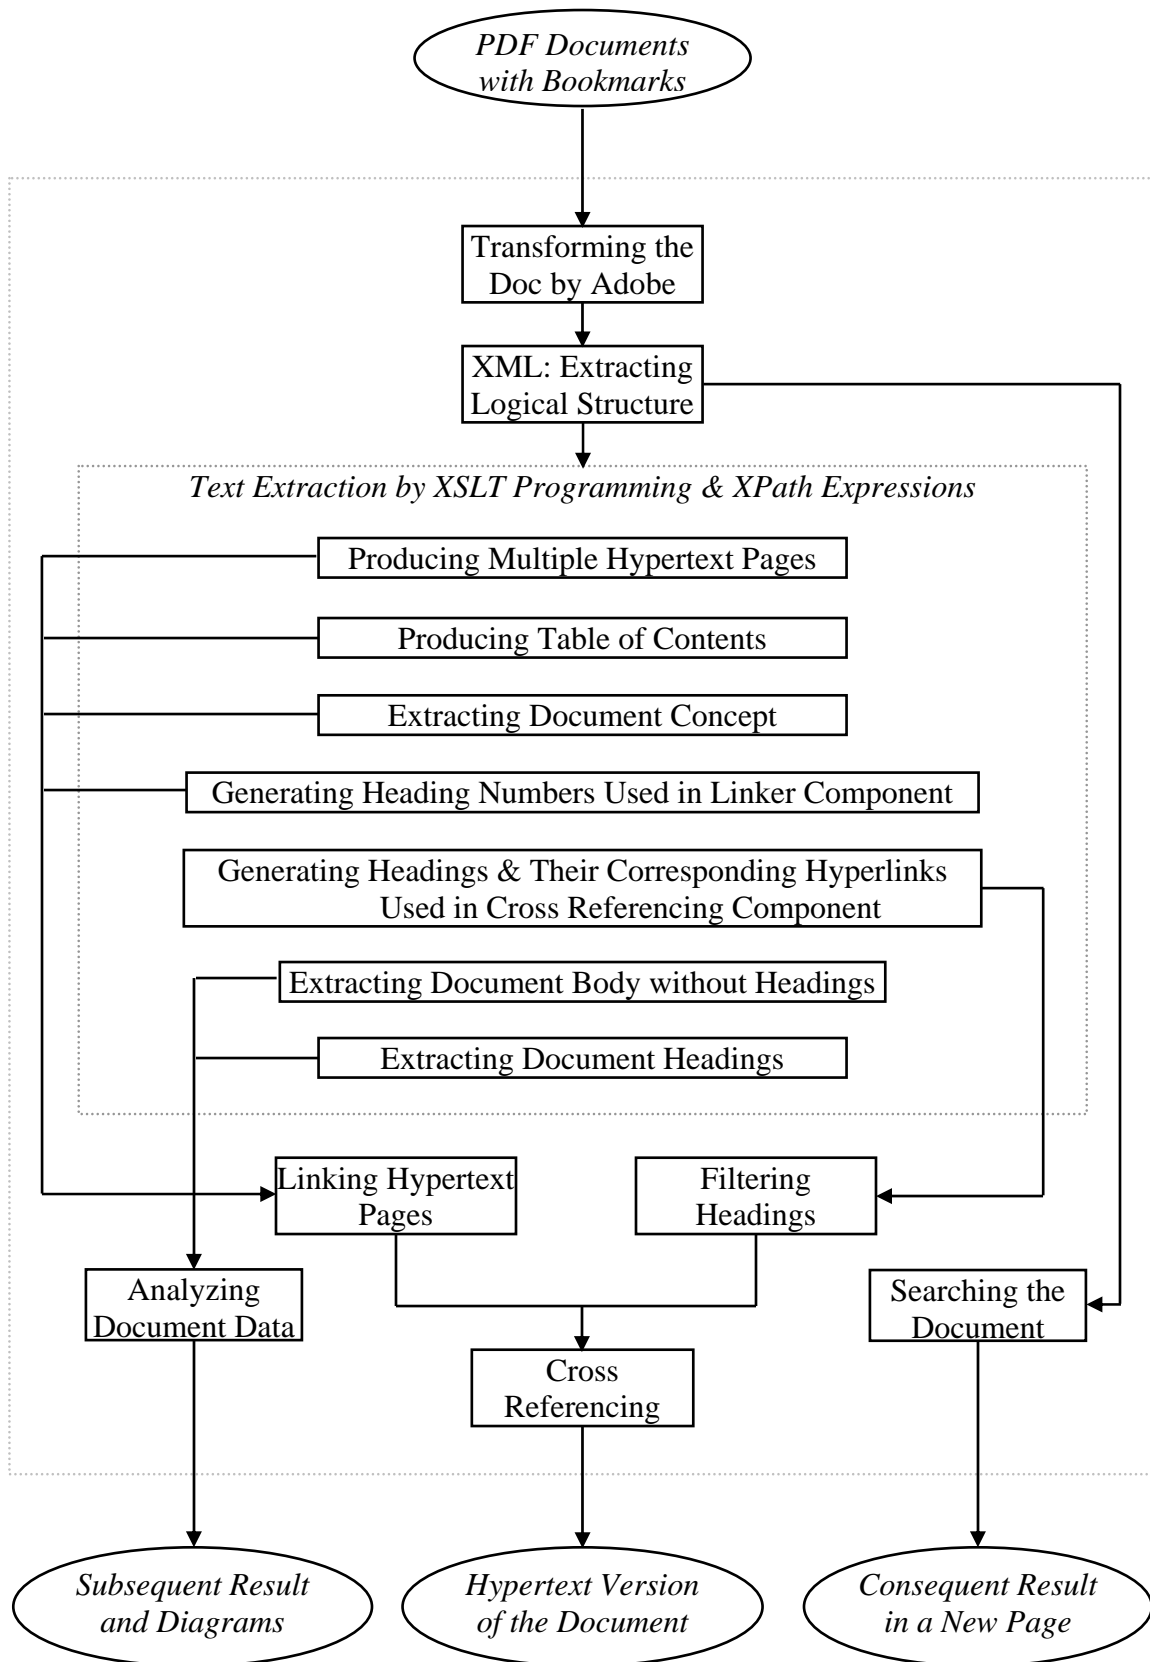 PDF Documents
with Bookmarks
Transforming the
Doc by Adobe
XML: Extracting
Logical Structure
Text Extraction by XSLT Programming & XPath Expressions
Producing Multiple Hypertext Pages
Producing Table of Contents
Extracting Document Concept
Generating Heading Numbers Used in Linker Component
Generating Headings & Their Corresponding Hyperlinks
Used in Cross Referencing Component
Extracting Document Body without Headings
Extracting Document Headings
Linking Hypertext
Pages
Filtering
Headings
Analyzing
Document Data
Searching the
Document
Cross
Referencing
Subsequent Result
and Diagrams
Hypertext Version
of the Document
Consequent Result
in a New Page